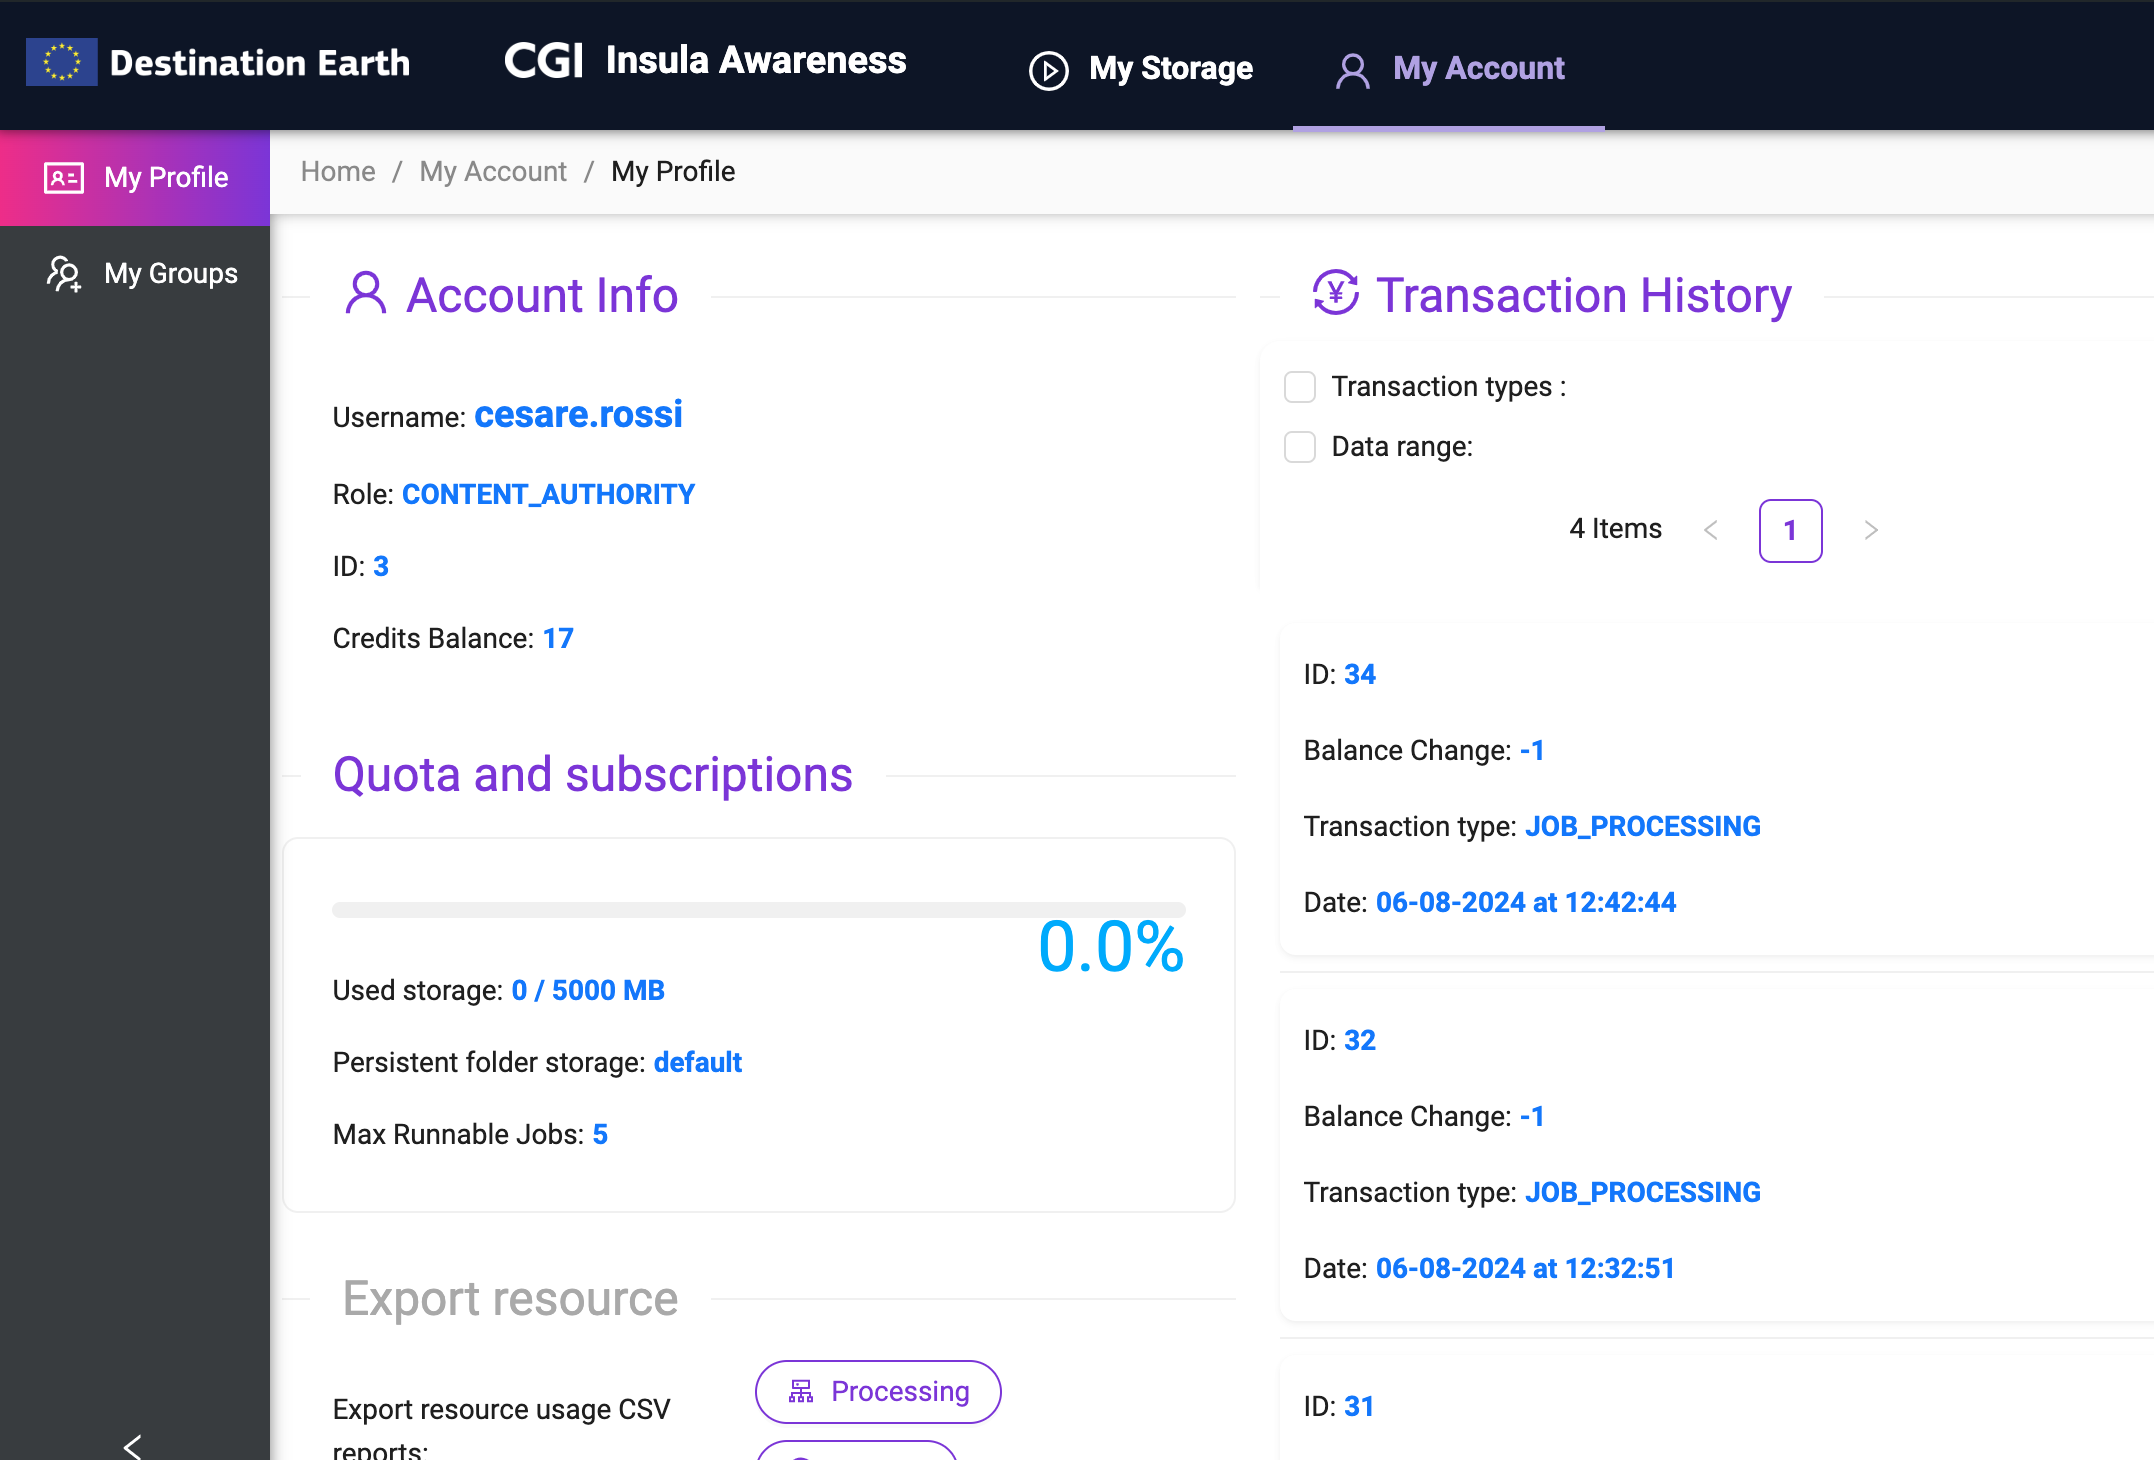 Destination Earth
CGI Insula Awareness
My Storage
My Account
My Profile
My Groups
Home / My Account / My Profile
Account Info
Username: cesare.rossi
Role: CONTENT_AUTHORITY
ID: 3
Credits Balance: 17
Quota and subscriptions
0.0%
Used storage: 0 / 5000 MB
Persistent folder storage: default
Max Runnable Jobs: 5
Export resource
Export resource usage CSV
reports:
Processing
Transaction History
Transaction types :
Data range:
4 Items < 1 >
ID: 34
Balance Change: -1
Transaction type: JOB_PROCESSING
Date: 06-08-2024 at 12:42:44
ID: 32
Balance Change: -1
Transaction type: JOB_PROCESSING
Date: 06-08-2024 at 12:32:51
ID: 31